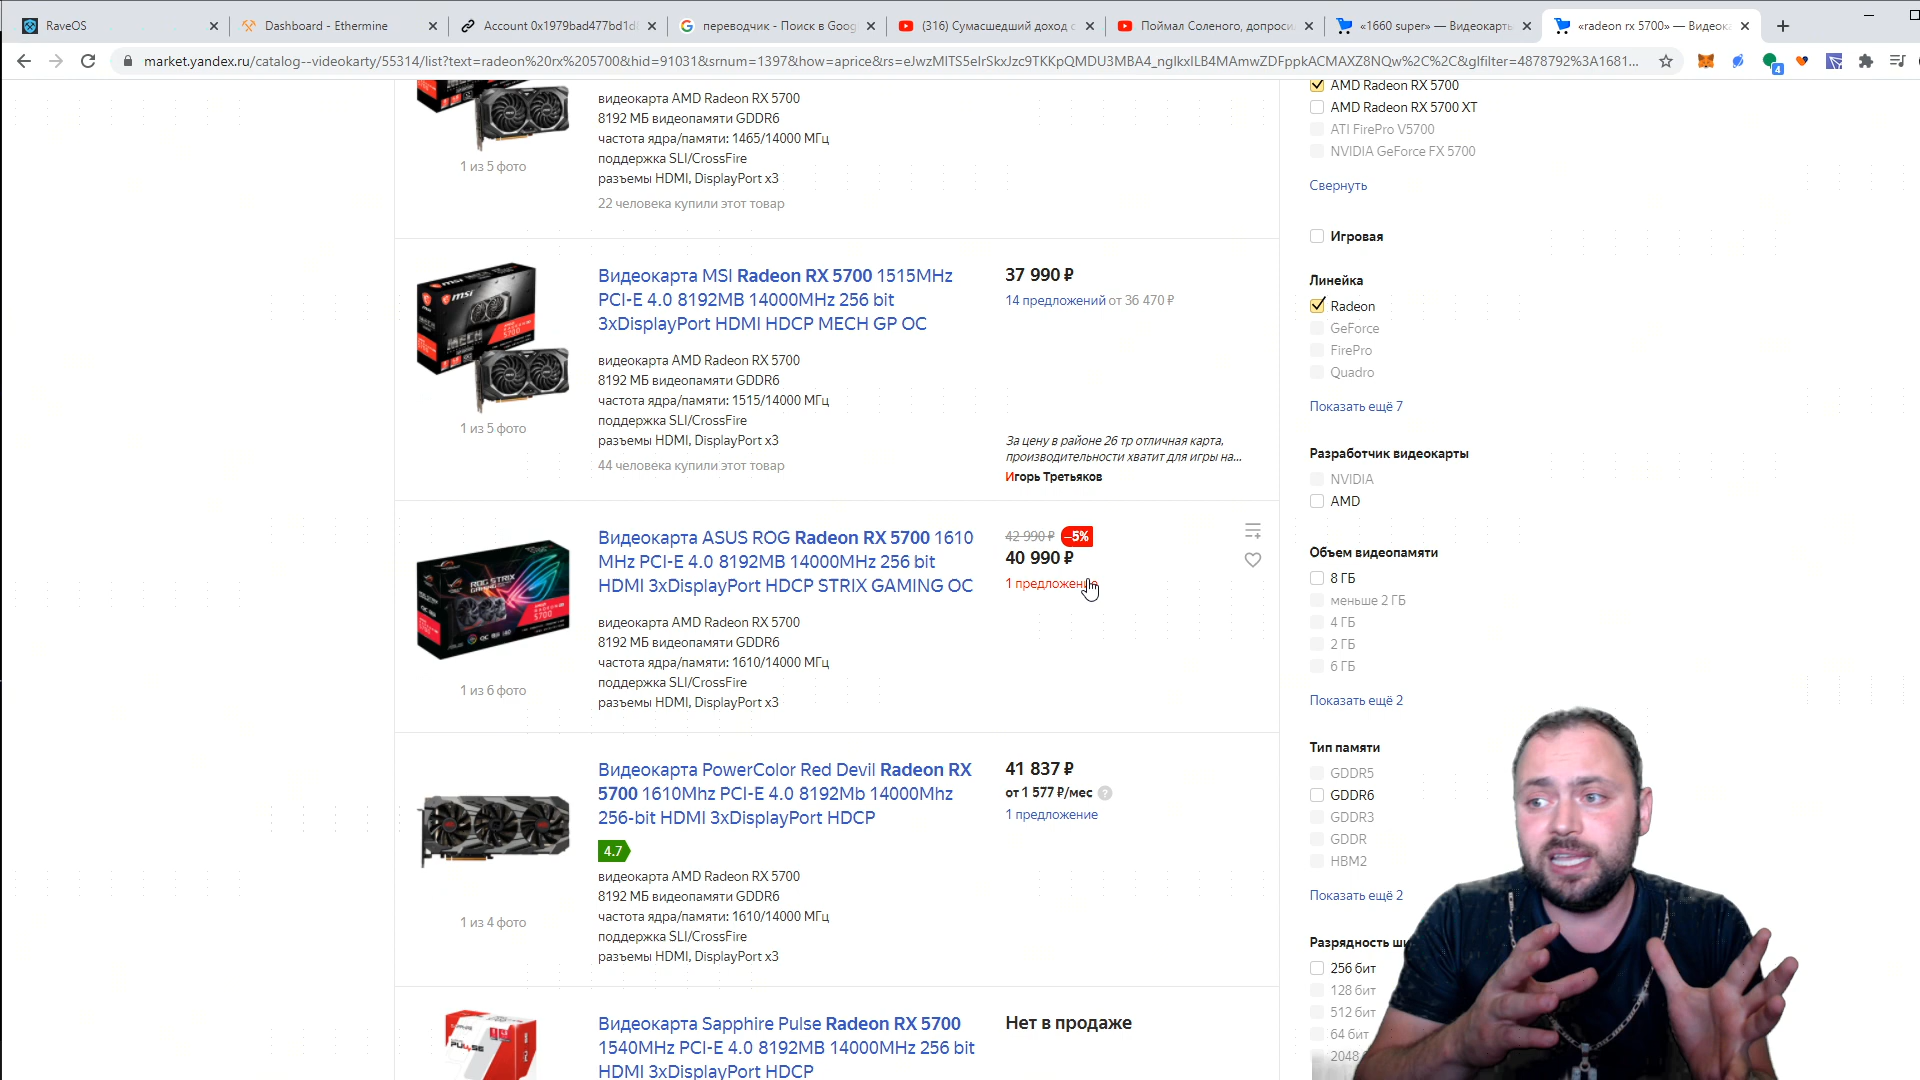 RaveOS
Dashboard - Ethermine
Account 0x1979bad477bd1d
переводчик - Поиск в Goog
(316) Сумасшедший доход с
Поймал Соленого, допроси
«1660 super» — Видеокарть
«radeon rx 5700» — Видеок
market.yandex.ru/catalog--videokarty/55314/list?text=radeon%20rx%205700&hid=91031&srnum=1397&how=aprice&rs=eJwzMITS5eIrSkxJzc9TKKpQMDU3MBA4_ngIkxILB4MAmwZDFppkACMAXZ8NQw%2C%2C&glfilter=4878792%3A1681...
4
видеокарта AMD Radeon RX 5700
8192 МБ видеопамяти GDDR6
частота ядра/памяти: 1465/14000 МГц
поддержка SLI/CrossFire
разъемы HDMI, DisplayPort x3
22 человека купили этот товар
1 из 5 фото
Видеокарта MSI Radeon RX 5700 1515MHz
PCI-E 4.0 8192MB 14000MHz 256 bit
3xDisplayPort HDMI HDCP MECH GP OC
видеокарта AMD Radeon RX 5700
8192 МБ видеопамяти GDDR6
частота ядра/памяти: 1515/14000 МГц
поддержка SLI/CrossFire
разъемы HDMI, DisplayPort x3
44 человека купили этот товар
msi
MECH
1 из 5 фото
37 990 ₽
14 предложений от 36 470 ₽
За цену в районе 26 тр отличная карта,
производительности хватит для игры на...
Игорь Третьяков
Видеокарта ASUS ROG Radeon RX 5700 1610
MHz PCI-E 4.0 8192MB 14000MHz 256 bit
HDMI 3xDisplayPort HDCP STRIX GAMING OC
видеокарта AMD Radeon RX 5700
8192 МБ видеопамяти GDDR6
частота ядра/памяти: 1610/14000 МГц
поддержка SLI/CrossFire
разъемы HDMI, DisplayPort x3
ROG STRIX
1 из 6 фото
42 990 ₽ –5%
40 990 ₽
1 предложение
Видеокарта PowerColor Red Devil Radeon RX
5700 1610Mhz PCI-E 4.0 8192Mb 14000Mhz
256-bit HDMI 3xDisplayPort HDCP
4.7
видеокарта AMD Radeon RX 5700
8192 МБ видеопамяти GDDR6
частота ядра/памяти: 1610/14000 МГц
поддержка SLI/CrossFire
разъемы HDMI, DisplayPort x3
1 из 4 фото
41 837 ₽
от 1 577 ₽/мес ?
1 предложение
Видеокарта Sapphire Pulse Radeon RX 5700
1540MHz PCI-E 4.0 8192MB 14000MHz 256 bit
HDMI 3xDisplayPort HDCP
PULSE
Нет в продаже
AMD Radeon RX 5700
AMD Radeon RX 5700 XT
ATI FirePro V5700
NVIDIA GeForce FX 5700
Свернуть
Игровая
Линейка
Radeon
GeForce
FirePro
Quadro
Показать ещё 7
Разработчик видеокарты
NVIDIA
AMD
Объем видеопамяти
8 ГБ
меньше 2 ГБ
4 ГБ
2 ГБ
6 ГБ
Показать ещё 2
Тип памяти
GDDR5
GDDR6
GDDR3
GDDR
HBM2
Показать ещё 2
Разрядность ши
256 бит
128 бит
512 бит
64 бит
2048